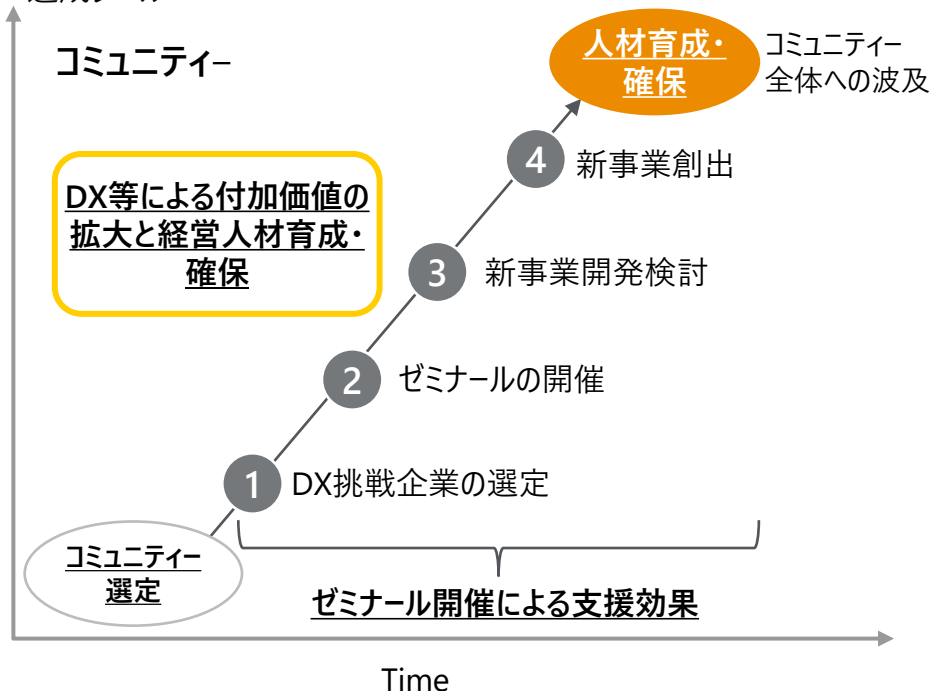 コミュニティー
人材育成・
確保
コミュニティー
全体への波及
4
新事業創出
DX等による付加価値の
拡大と経営人材育成・
確保
3
新事業開発検討
2
ゼミナールの開催
1
DX挑戦企業の選定
コミュニティー
選定
ゼミナール開催による支援効果
Time